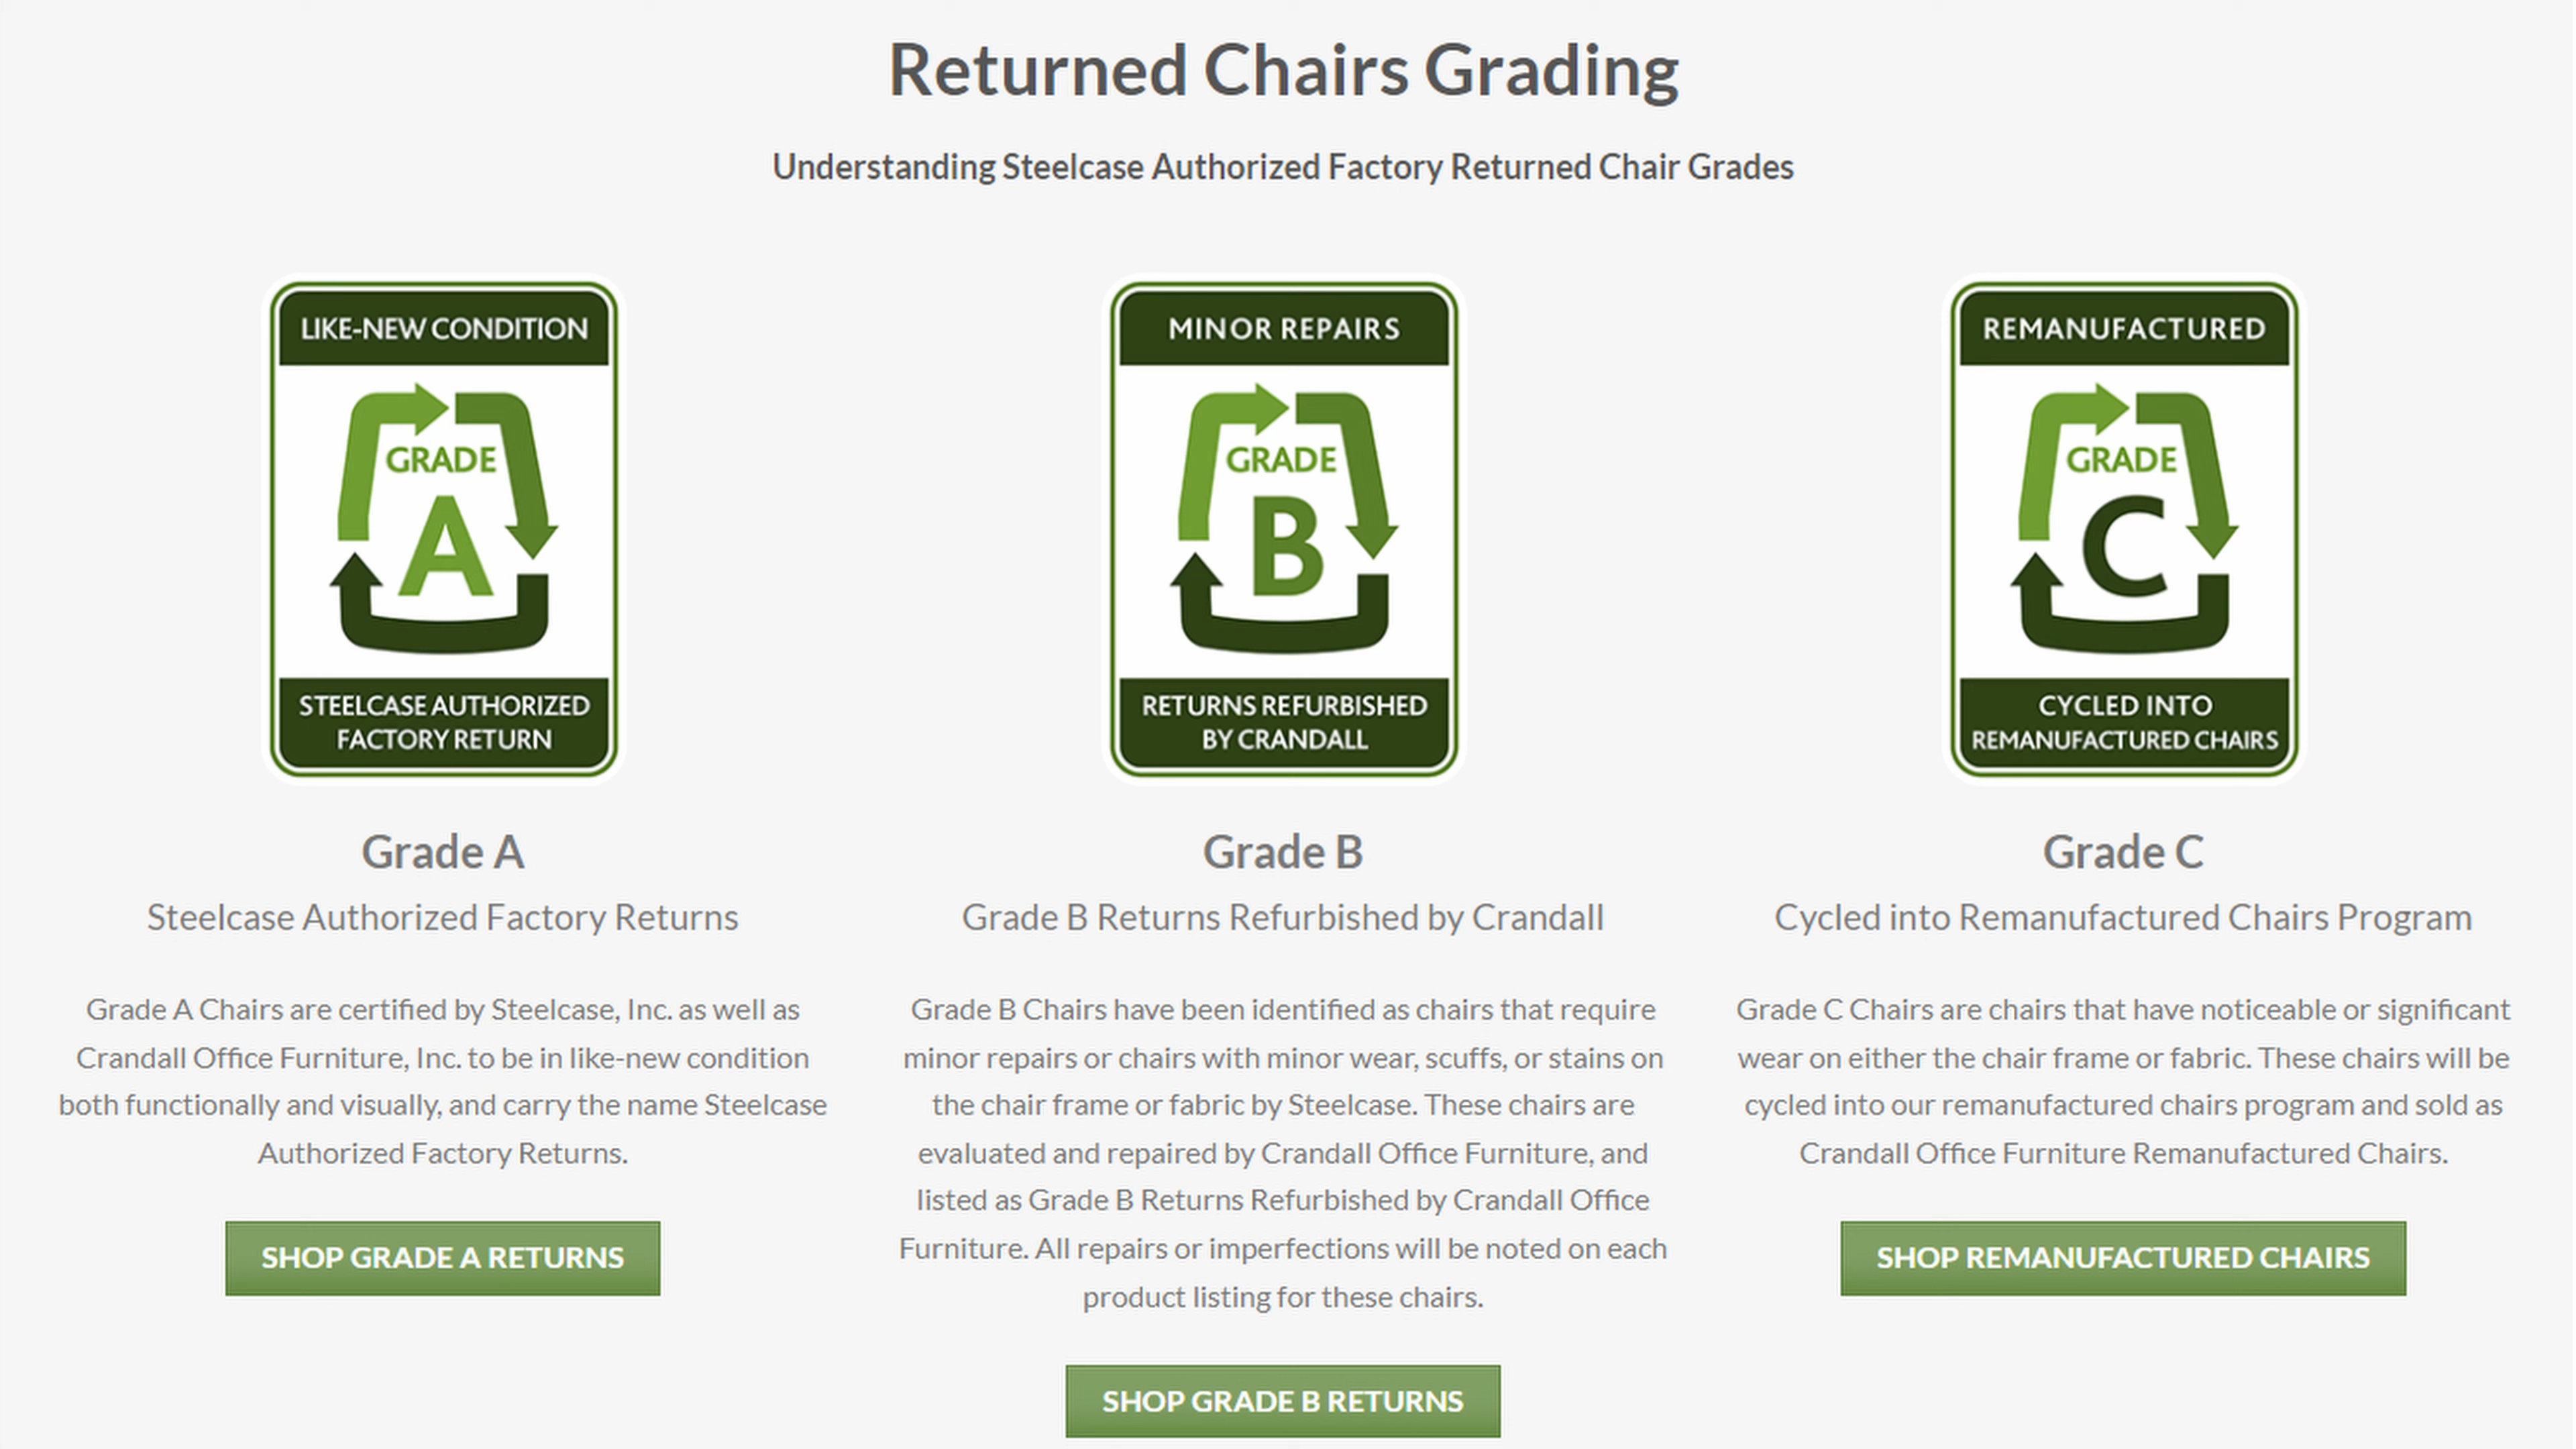 Returned Chairs Grading
Understanding Steelcase Authorized Factory Returned Chair Grades
LIKE-NEW CONDITION
GRADE
A
STEELCASE AUTHORIZED
FACTORY RETURN
Grade A
Steelcase Authorized Factory Returns
Grade A Chairs are certified by Steelcase, Inc. as well as
Crandall Office Furniture, Inc. to be in like-new condition
both functionally and visually, and carry the name Steelcase
Authorized Factory Returns.
SHOP GRADE A RETURNS
MINOR REPAIRS
GRADE
B
RETURNS REFURBISHED
BY CRANDALL
Grade B
Grade B Returns Refurbished by Crandall
Grade B Chairs have been identified as chairs that require
minor repairs or chairs with minor wear, scuffs, or stains on
the chair frame or fabric by Steelcase. These chairs are
evaluated and repaired by Crandall Office Furniture, and
listed as Grade B Returns Refurbished by Crandall Office
Furniture. All repairs or imperfections will be noted on each
product listing for these chairs.
SHOP GRADE B RETURNS
REMANUFACTURED
GRADE
C
CYCLED INTO
REMANUFACTURED CHAIRS
Grade C
Cycled into Remanufactured Chairs Program
Grade C Chairs are chairs that have noticeable or significant
wear on either the chair frame or fabric. These chairs will be
cycled into our remanufactured chairs program and sold as
Crandall Office Furniture Remanufactured Chairs.
SHOP REMANUFACTURED CHAIRS